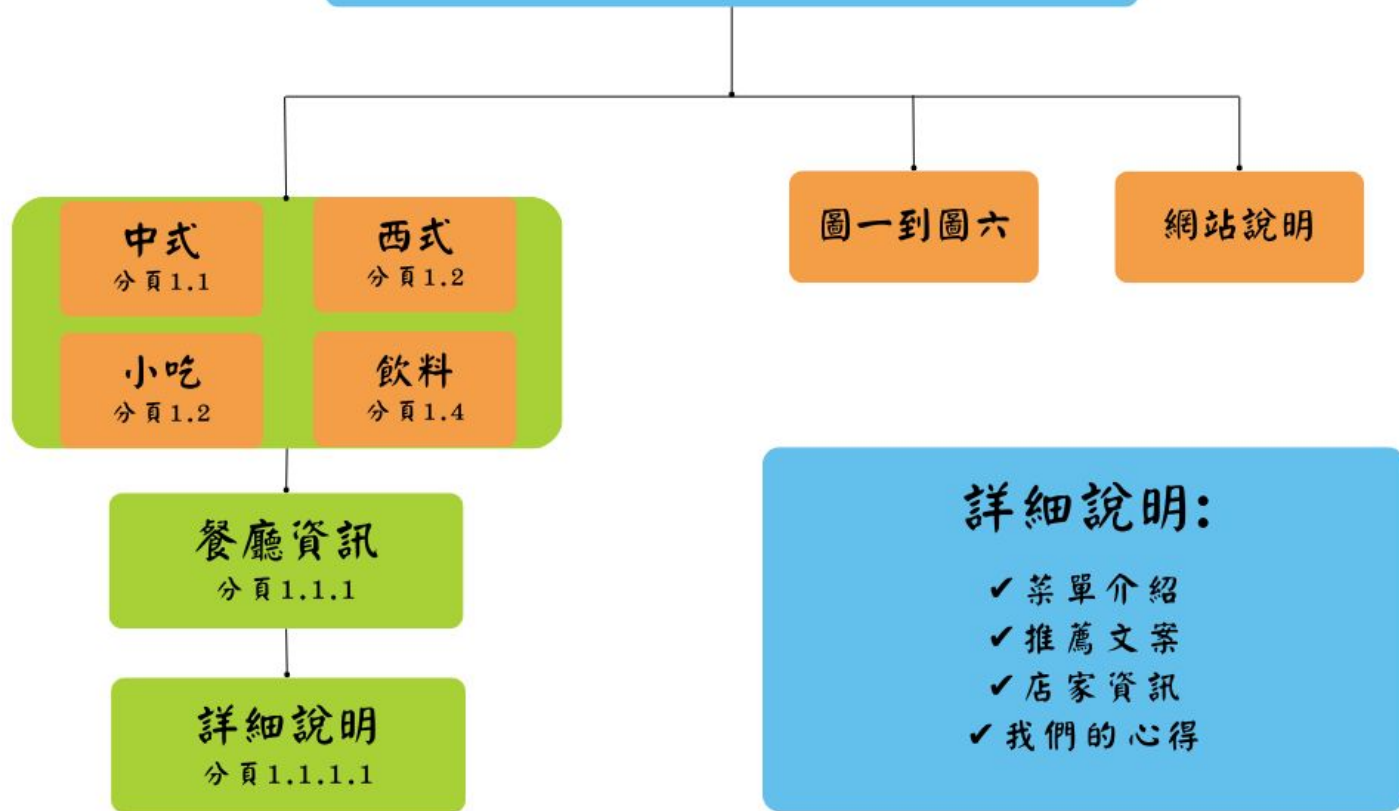 中式
分頁1.1
西式
分頁1.2
小吃
分頁1.2
飲料
分頁1.4
圖一到圖六
網站說明
餐廳資訊
分頁1.1.1
詳細說明
分頁1.1.1.1
詳細說明:
✔菜單介紹
✔推薦文案
✔店家資訊
✔我們的心得